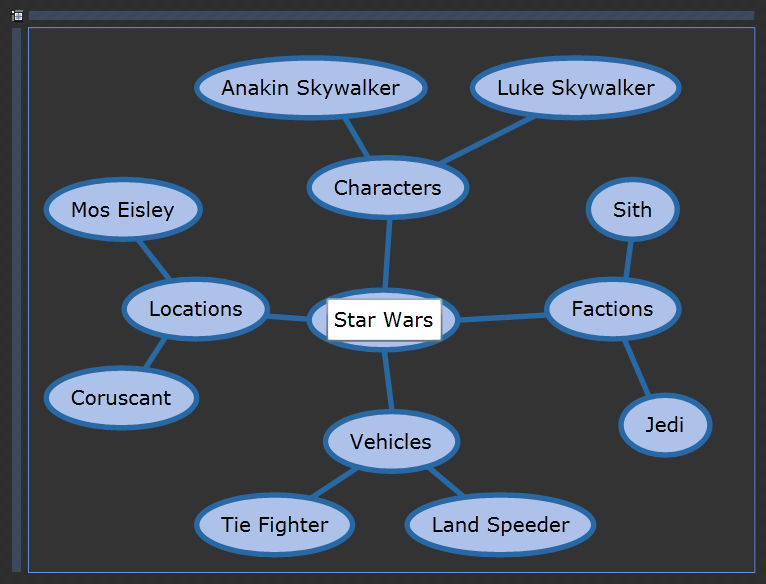 Anakin Skywalker
Luke Skywalker
Characters
Mos Eisley
Sith
Locations
Star Wars
Factions
Coruscant
Jedi
Vehicles
Tie Fighter
Land Speeder